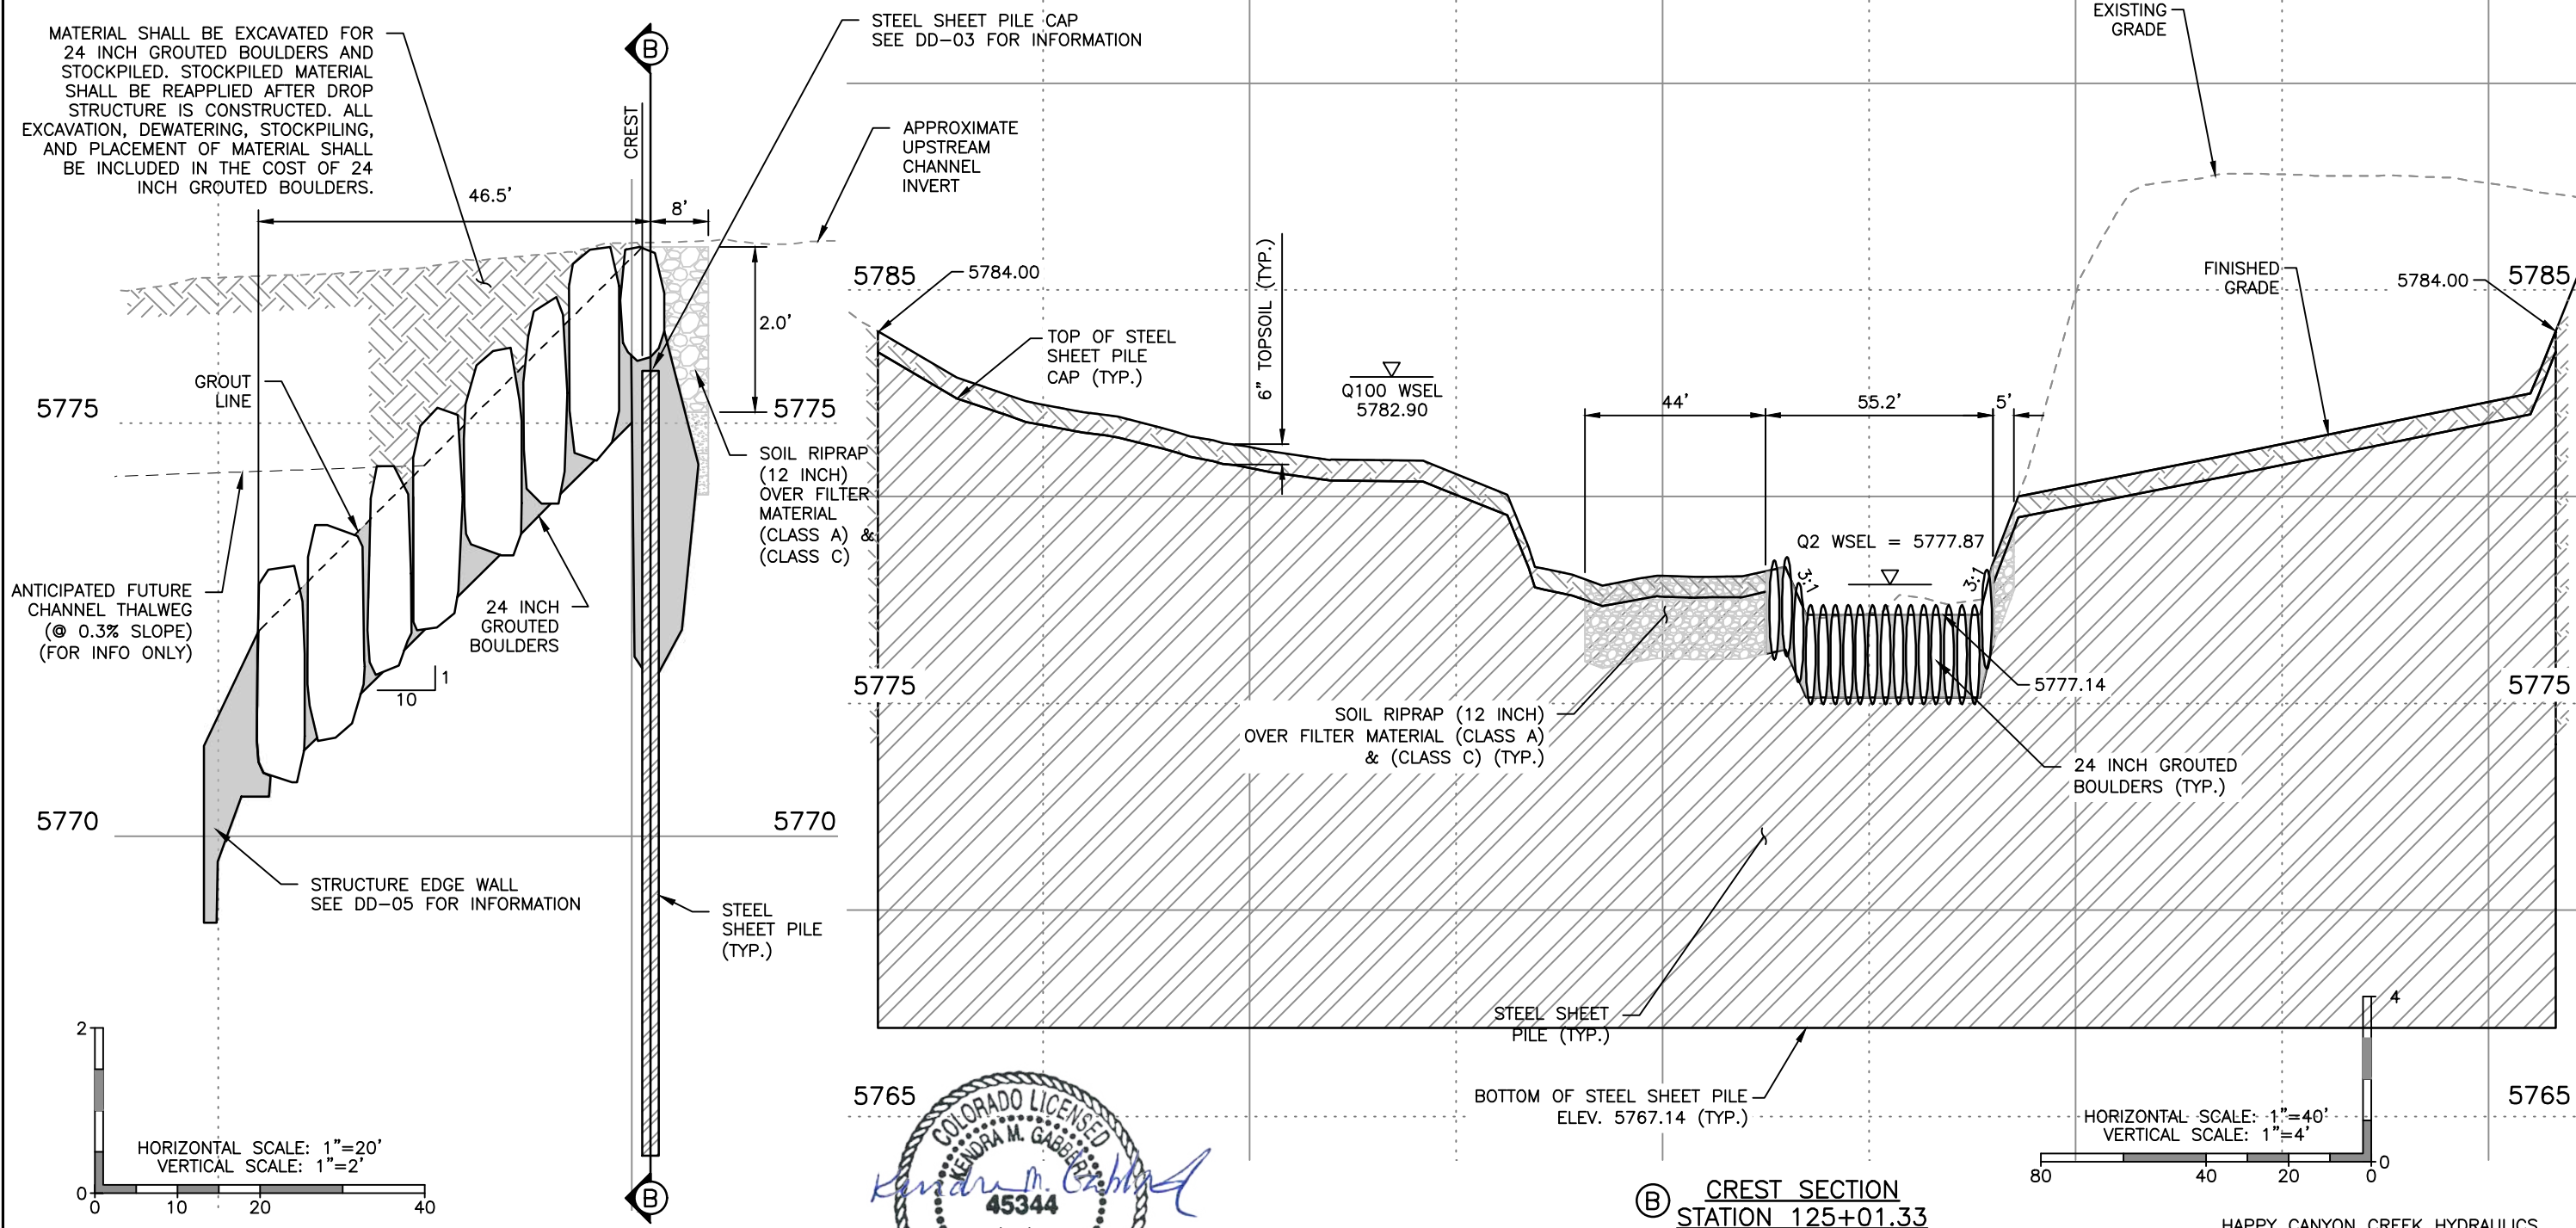 MATERIAL SHALL BE EXCAVATED FOR
24 INCH GROUTED BOULDERS AND
STOCKPILED. STOCKPILED MATERIAL
SHALL BE REAPPLIED AFTER DROP
STRUCTURE IS CONSTRUCTED. ALL
EXCAVATION, DEWATERING, STOCKPILING,
AND PLACEMENT OF MATERIAL SHALL
BE INCLUDED IN THE COST OF 24
INCH GROUTED BOULDERS.
B
CREST
46.5'
8'
2.0'
STEEL SHEET PILE CAP
SEE DD-03 FOR INFORMATION
APPROXIMATE
UPSTREAM
CHANNEL
INVERT
GROUT
LINE
5775
5775
SOIL RIPRAP
(12 INCH)
OVER FILTER
MATERIAL
(CLASS A) &
(CLASS C)
ANTICIPATED FUTURE
CHANNEL THALWEG
(@ 0.3% SLOPE)
(FOR INFO ONLY)
24 INCH
GROUTED
BOULDERS
1
10
5770
5770
STRUCTURE EDGE WALL
SEE DD-05 FOR INFORMATION
STEEL
SHEET PILE
(TYP.)
2
0
HORIZONTAL SCALE: 1"=20'
VERTICAL SCALE: 1"=2'
0
10
20
40
B
EXISTING
GRADE
5785
5784.00
TOP OF STEEL
SHEET PILE
CAP (TYP.)
6" TOPSOIL (TYP.)
Q100 WSEL
5782.90
FINISHED
GRADE
5784.00
5785
44'
55.2'
5'
Q2 WSEL = 5777.87
3:1
3:1
5775
5777.14
5775
SOIL RIPRAP (12 INCH)
OVER FILTER MATERIAL (CLASS A)
& (CLASS C) (TYP.)
24 INCH GROUTED
BOULDERS (TYP.)
STEEL SHEET
PILE (TYP.)
BOTTOM OF STEEL SHEET PILE
ELEV. 5767.14 (TYP.)
5765
5765
4
0
HORIZONTAL SCALE: 1"=40'
VERTICAL SCALE: 1"=4'
80
40
20
0
COLORADO LICENSED
KENDRA M. GABBERT
45344
B
CREST SECTION
STATION 125+01.33
HAPPY CANYON CREEK HYDRAULICS